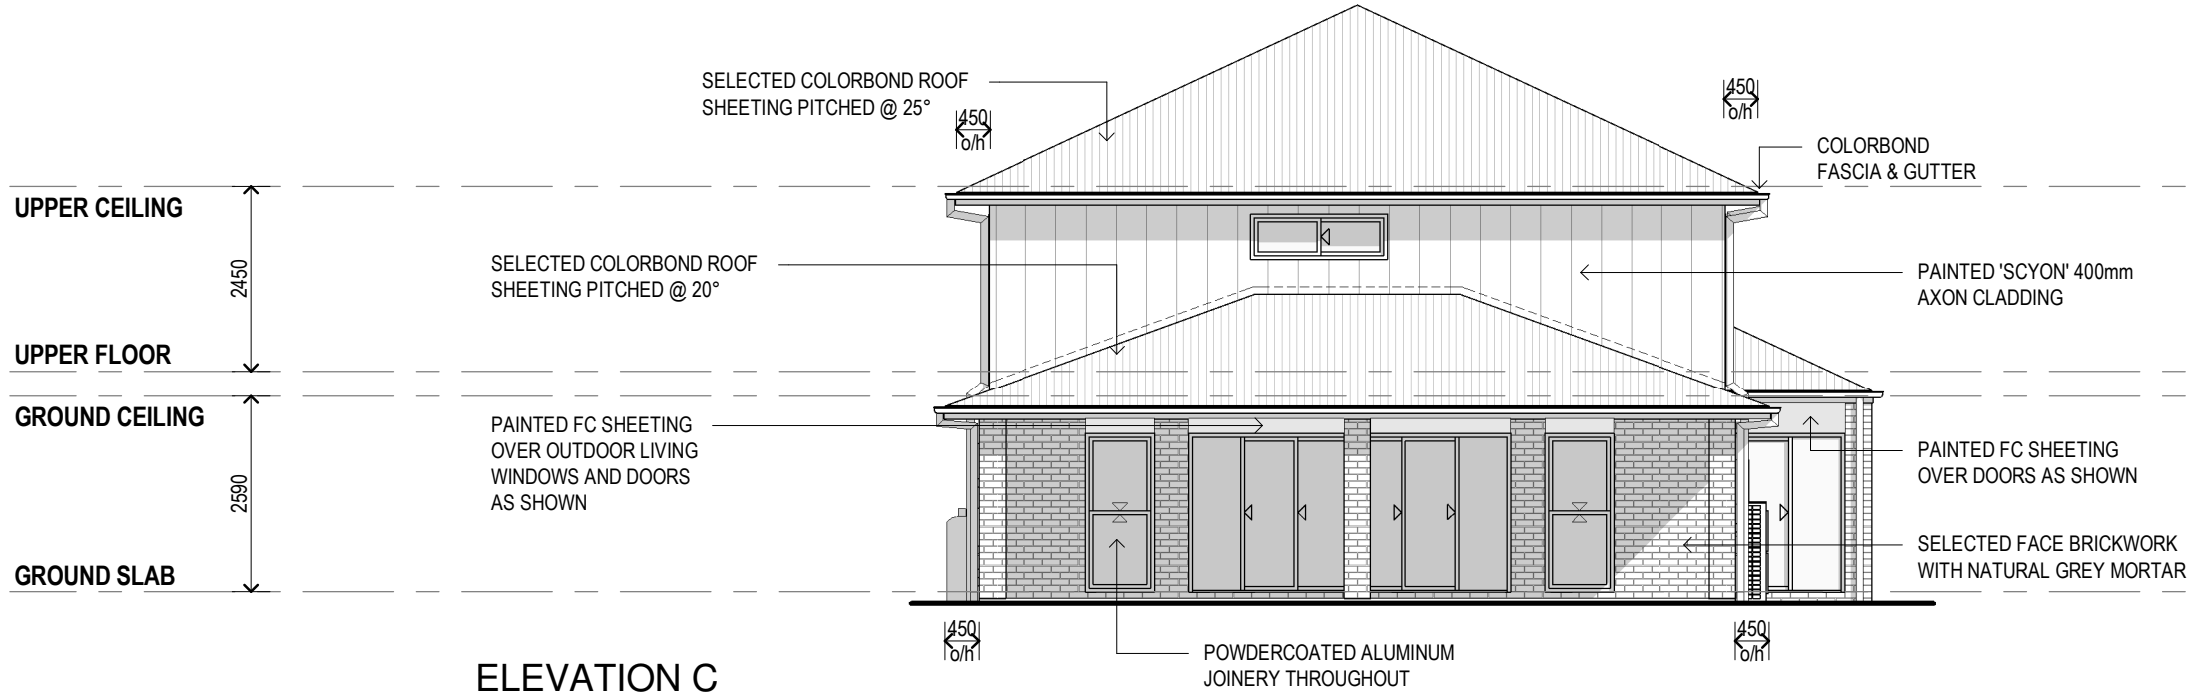 SELECTED COLORBOND ROOF
SHEETING PITCHED @ 25°
450
o/h
450
o/h
COLORBOND
FASCIA & GUTTER
UPPER CEILING
2450
SELECTED COLORBOND ROOF
SHEETING PITCHED @ 20°
PAINTED 'SCYON' 400mm
AXON CLADDING
UPPER FLOOR
GROUND CEILING
PAINTED FC SHEETING
OVER OUTDOOR LIVING
WINDOWS AND DOORS
AS SHOWN
PAINTED FC SHEETING
OVER DOORS AS SHOWN
2590
SELECTED FACE BRICKWORK
WITH NATURAL GREY MORTAR
GROUND SLAB
450
o/h
450
o/h
POWDERCOATED ALUMINUM
JOINERY THROUGHOUT
ELEVATION C